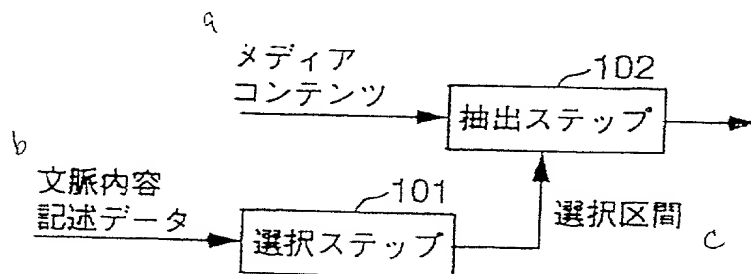 a
メディア
コンテンツ
102
抽出ステップ
b
文脈内容
記述データ
101
選択ステップ
選択区間
c